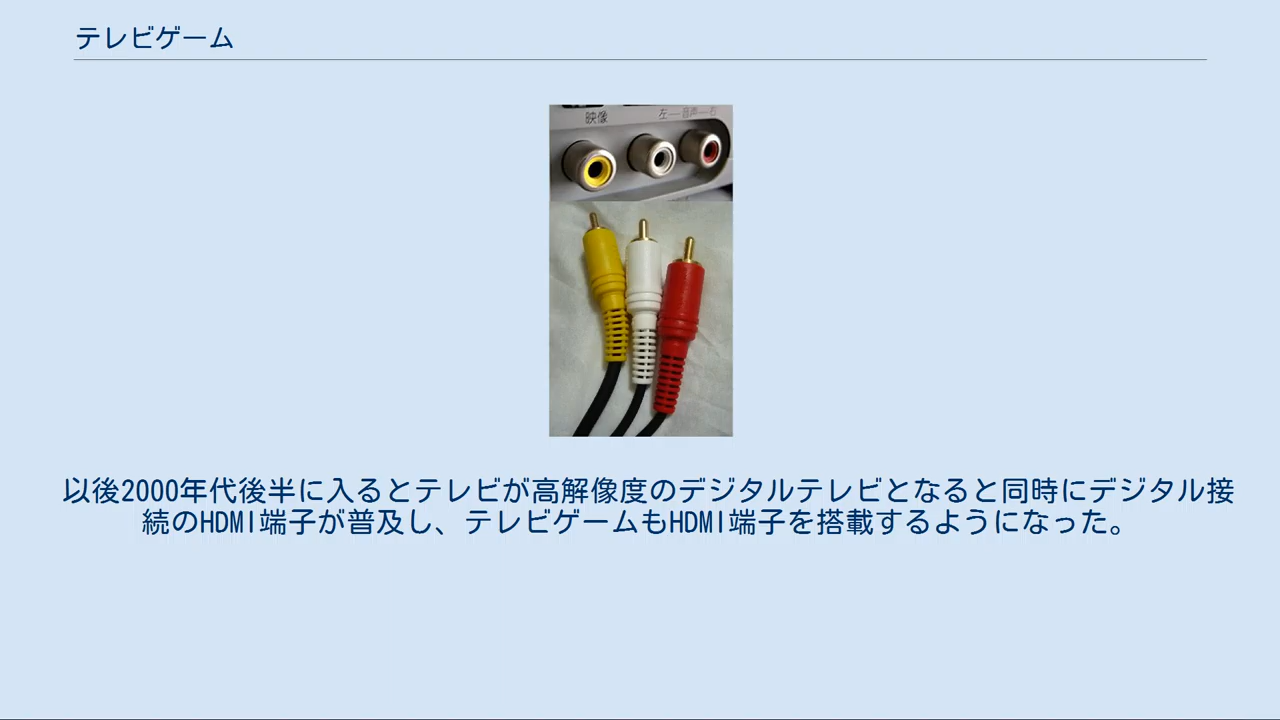 テレビゲーム
映像
左―音声―右
以後2000年代後半に入るとテレビが高解像度のデジタルテレビとなると同時にデジタル接
続のHDMI端子が普及し、テレビゲームもHDMI端子を搭載するようになった。